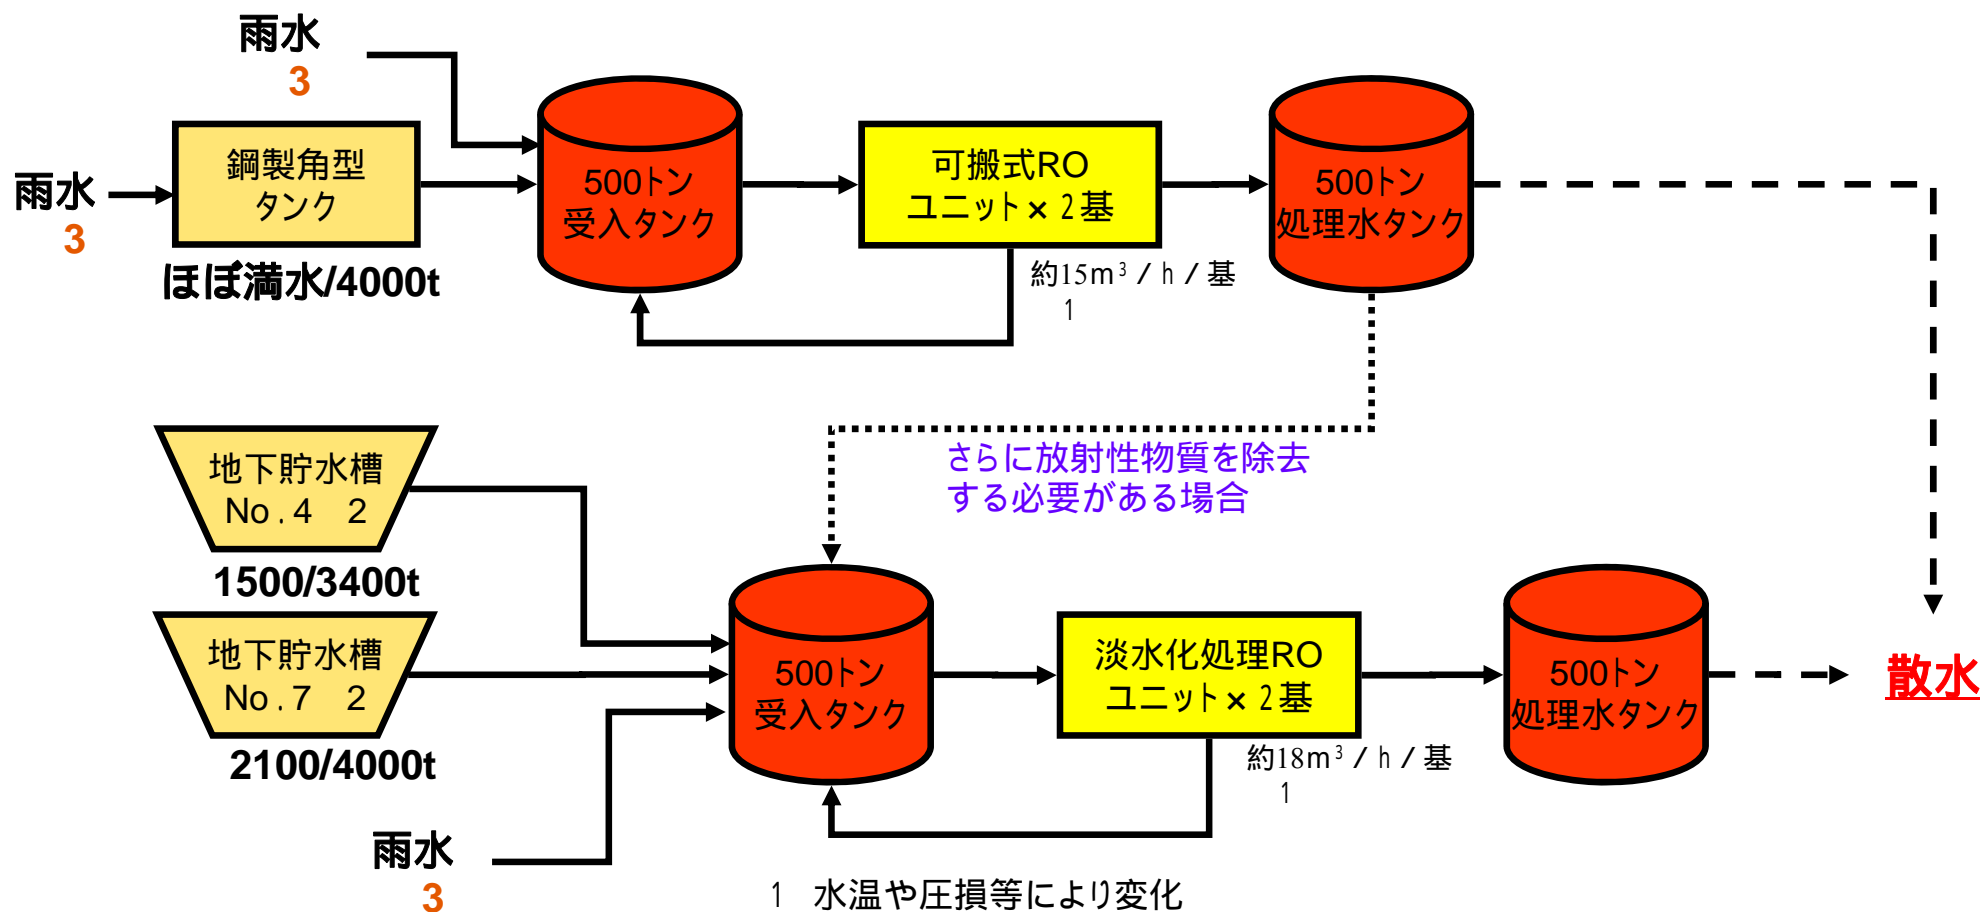 雨水
3
雨水
3
鋼製角型
タンク
ほぼ満水/4000t
500トン
受入タンク
可搬式RO
ユニット×2基
約15m³/h/基
1
500トン
処理水タンク
さらに放射性物質を除去
する必要がある場合
地下貯水槽
No.4 2
1500/3400t
地下貯水槽
No.7 2
2100/4000t
雨水
3
500トン
受入タンク
淡水化処理RO
ユニット×2基
約18m³/h/基
1
500トン
処理水タンク
散水
1 水温や圧損等により変化